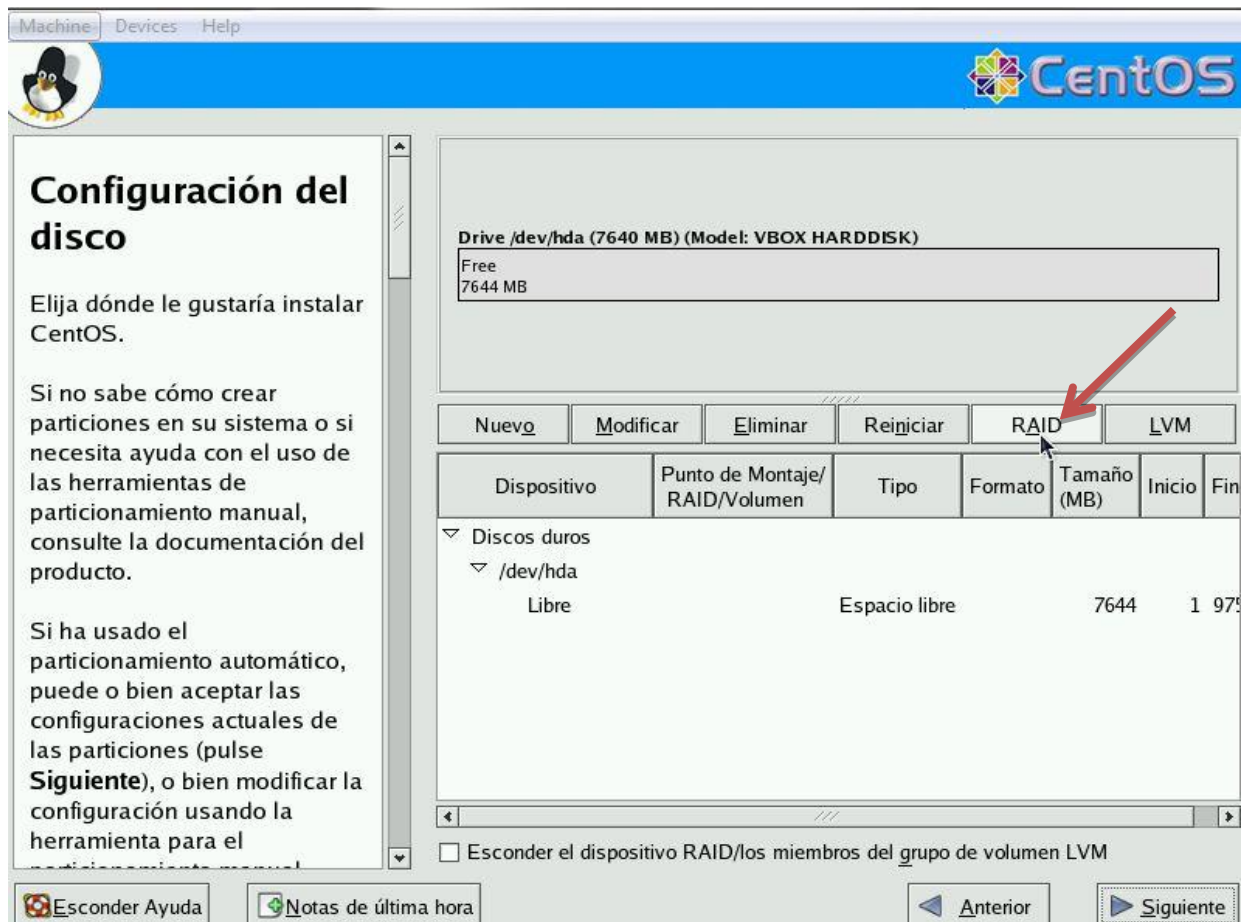 Machine Devices Help
CentOS
Configuración del
disco
Elija dónde le gustaría instalar
CentOS.
Si no sabe cómo crear
particiones en su sistema o si
necesita ayuda con el uso de
las herramientas de
particionamiento manual,
consulte la documentación del
producto.
Si ha usado el
particionamiento automático,
puede o bien aceptar las
configuraciones actuales de
las particiones (pulse
Siguiente), o bien modificar la
configuración usando la
herramienta para el
Drive /dev/hda (7640 MB) (Model: VBOX HARDDISK)
Free
7644 MB
Nuevo Modificar Eliminar Reiniciar RAID LVM
Dispositivo Punto de Montaje/ RAID/Volumen Tipo Formato Tamaño (MB) Inicio Fin
Discos duros
/dev/hda
Libre Espacio libre 7644 1 975
Esconder el dispositivo RAID/los miembros del grupo de volumen LVM
Esconder Ayuda Notas de última hora Anterior Siguiente